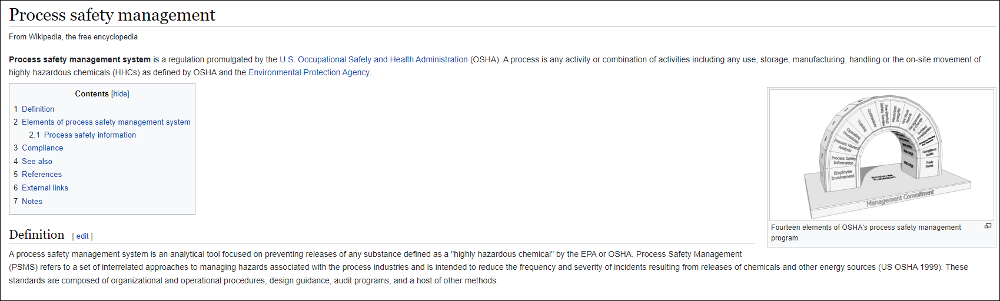 Process safety management
From Wikipedia, the free encyclopedia
Process safety management system is a regulation promulgated by the U.S. Occupational Safety and Health Administration (OSHA). A process is any activity or combination of activities including any use, storage, manufacturing, handling or the on-site movement of
highly hazardous chemicals (HHCs) as defined by OSHA and the Environmental Protection Agency.
Contents [hide]
1 Definition
2 Elements of process safety management system
2.1 Process safety information
3 Compliance
4 See also
5 References
6 External links
7 Notes
Employee
Involvement
Process Safety
Information
Process Hazard
Analysis
Operating
Procedures
Training
Contractors
Pre-Startup
Safety Review
Mechanical
Integrity
Hot Work
Permit
Management
of Change
Incident
Investigation
Emergency Planning
And Response
Compliance
Audits
Trade
Secret
Management Commitment
Fourteen elements of OSHA's process safety management
program
Definition [ edit ]
A process safety management system is an analytical tool focused on preventing releases of any substance defined as a "highly hazardous chemical" by the EPA or OSHA. Process Safety Management
(PSMS) refers to a set of interrelated approaches to managing hazards associated with the process industries and is intended to reduce the frequency and severity of incidents resulting from releases of chemicals and other energy sources (US OSHA 1999). These
standards are composed of organizational and operational procedures, design guidance, audit programs, and a host of other methods.